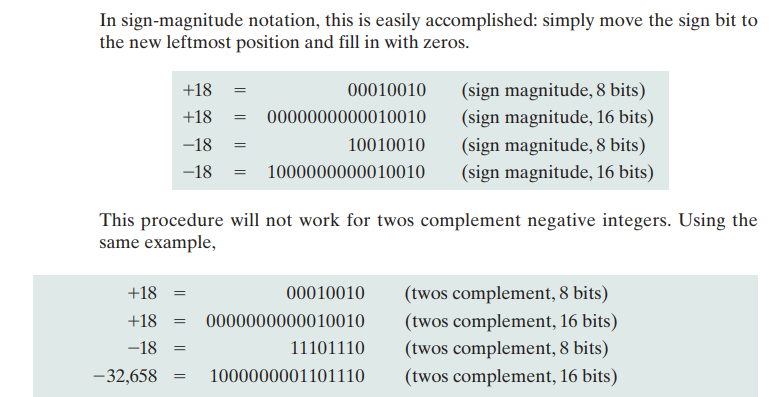 In sign-magnitude notation, this is easily accomplished: simply move the sign bit to
the new leftmost position and fill in with zeros.
+18 = 00010010 (sign magnitude, 8 bits)
+18 = 0000000000010010 (sign magnitude, 16 bits)
−18 = 10010010 (sign magnitude, 8 bits)
−18 = 1000000000010010 (sign magnitude, 16 bits)
This procedure will not work for twos complement negative integers. Using the
same example,
+18 = 00010010 (twos complement, 8 bits)
+18 = 0000000000010010 (twos complement, 16 bits)
−18 = 11101110 (twos complement, 8 bits)
−32,658 = 1000000001101110 (twos complement, 16 bits)